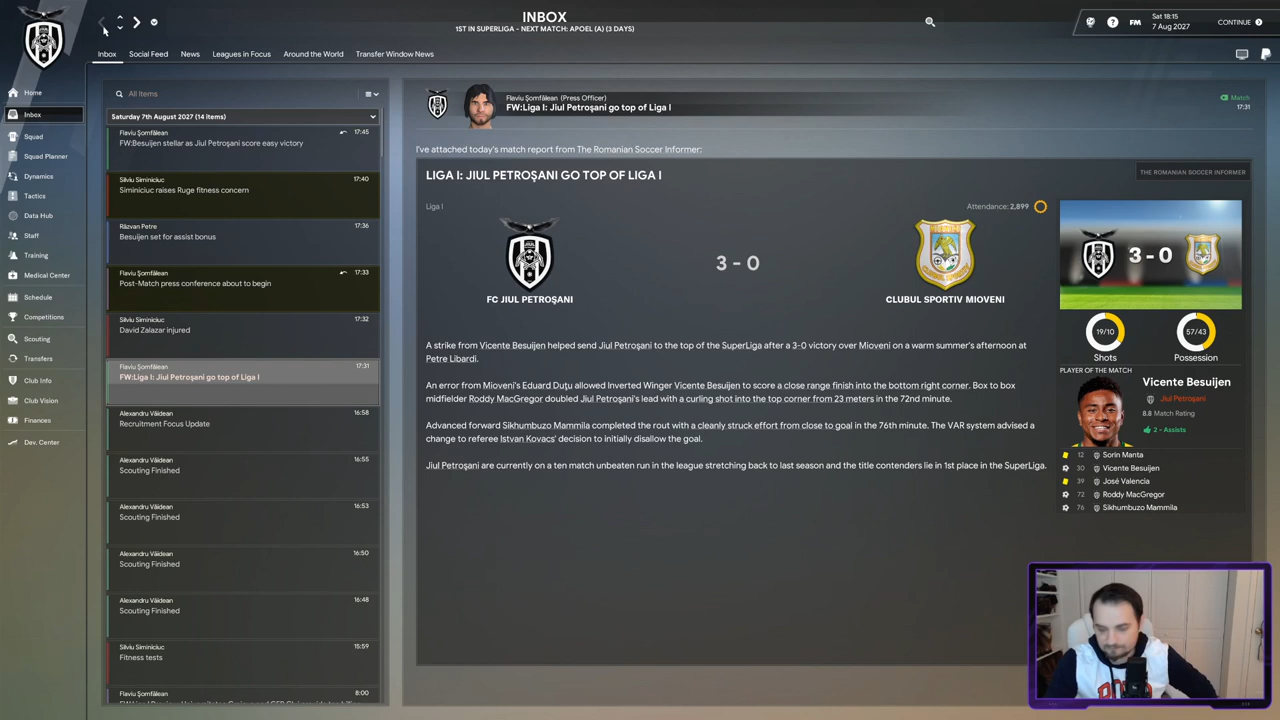 INBOX
1ST IN SUPERLIGA - NEXT MATCH: APOEL (A) (3 DAYS)
FM
Sat 18:15
7 Aug 2027
CONTINUE
Inbox
Social Feed
News
Leagues in Focus
Around the World
Transfer Window News
Home
Inbox
Squad
Squad Planner
Dynamics
Tactics
Data Hub
Staff
Training
Medical Center
Schedule
Competitions
Scouting
Transfers
Club Info
Club Vision
Finances
Dev. Center
All Items
Saturday 7th August 2027 (14 items)
Flaviu Şomfălean 17:45
FW:Besuijen stellar as Jiul Petroşani score easy victory
Silviu Siminiciuc 17:40
Siminiciuc raises Ruge fitness concern
Răzvan Petre 17:36
Besuijen set for assist bonus
Flaviu Şomfălean 17:33
Post-Match press conference about to begin
Silviu Siminiciuc 17:32
David Zalazar injured
Flaviu Şomfălean 17:31
FW:Liga I: Jiul Petroşani go top of Liga I
Alexandru Văidean 16:58
Recruitment Focus Update
Alexandru Văidean 16:55
Scouting Finished
Alexandru Văidean 16:53
Scouting Finished
Alexandru Văidean 16:50
Scouting Finished
Alexandru Văidean 16:48
Scouting Finished
Silviu Siminiciuc 15:59
Fitness tests
Flaviu Şomfălean 8:00
Flaviu Şomfălean (Press Officer)
FW:Liga I: Jiul Petroşani go top of Liga I
Match
17:31
I've attached today's match report from The Romanian Soccer Informer:
LIGA I: JIUL PETROŞANI GO TOP OF LIGA I
THE ROMANIAN SOCCER INFORMER
Liga I
Attendance: 2,899
3 - 0
FC JIUL PETROŞANI
CLUBUL SPORTIV MIOVENI
A strike from Vicente Besuijen helped send Jiul Petroşani to the top of the SuperLiga after a 3-0 victory over Mioveni on a warm summer's afternoon at
Petre Libardi.
An error from Mioveni's Eduard Duţu allowed Inverted Winger Vicente Besuijen to score a close range finish into the bottom right corner. Box to box
midfielder Roddy MacGregor doubled Jiul Petroşani's lead with a curling shot into the top corner from 23 meters in the 72nd minute.
Advanced forward Sikhumbuzo Mammila completed the rout with a cleanly struck effort from close to goal in the 76th minute. The VAR system advised a
change to referee Istvan Kovacs' decision to initially disallow the goal.
Jiul Petroşani are currently on a ten match unbeaten run in the league stretching back to last season and the title contenders lie in 1st place in the SuperLiga.
3 - 0
19/10
Shots
57/43
Possession
PLAYER OF THE MATCH
Vicente Besuijen
Jiul Petroşani
8.8 Match Rating
2 - Assists
12 Sorin Manta
30 Vicente Besuijen
39 José Valencia
72 Roddy MacGregor
76 Sikhumbuzo Mammila